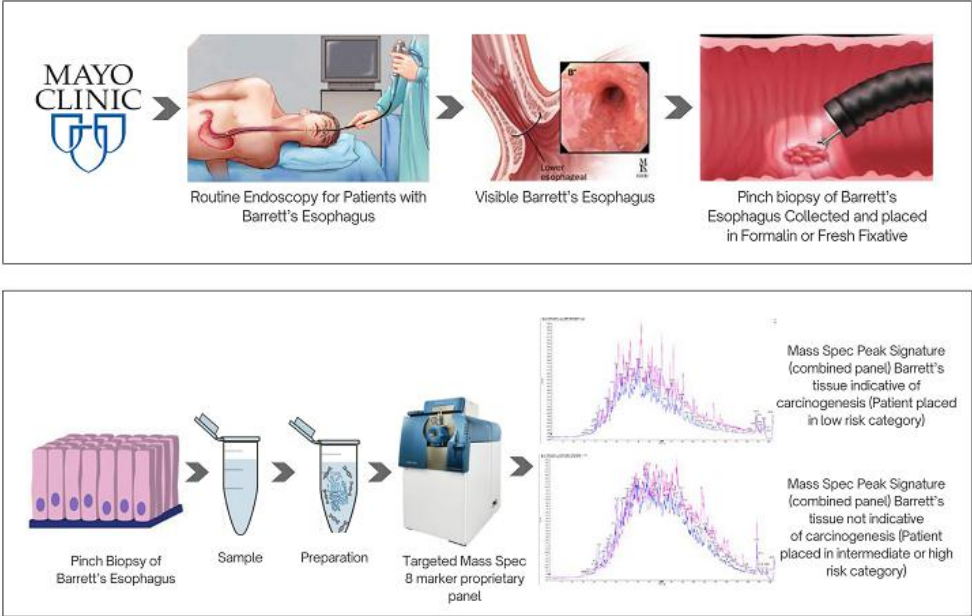 MAYO
CLINIC
Routine Endoscopy for Patients with
Barrett's Esophagus
B
Lower
esophageal
Visible Barrett's Esophagus
Pinch biopsy of Barrett's
Esophagus Collected and placed
in Formalin or Fresh Fixative
Pinch Biopsy of
Barrett's Esophagus
Sample
Preparation
Targeted Mass Spec
8 marker proprietary
panel
Mass Spec Peak Signature
(combined panel) Barrett's
tissue indicative of
carcinogenesis (Patient placed
in low risk category)
Mass Spec Peak Signature
(combined panel) Barrett's
tissue not indicative
of carcinogenesis (Patient
placed in intermediate or high
risk category)